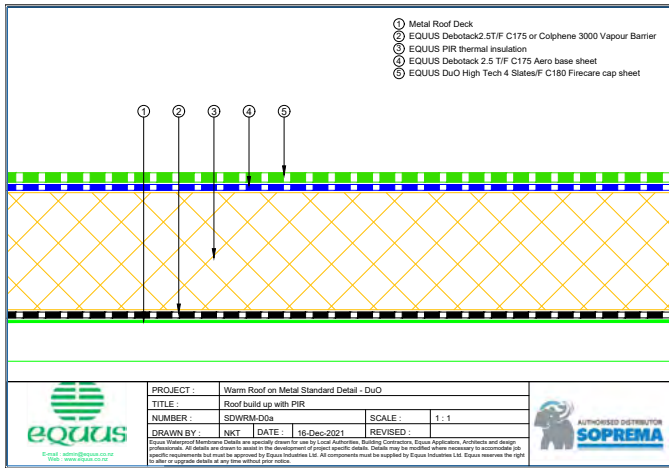 ① Metal Roof Deck
② EQUUS Debotack2.5T/F C175 or Colphene 3000 Vapour Barrier
③ EQUUS PIR thermal insulation
④ EQUUS Debotack 2.5 T/F C175 Aero base sheet
⑤ EQUUS DuO High Tech 4 Slates/F C180 Firecare cap sheet
① ② ③ ④ ⑤
PROJECT : Warm Roof on Metal Standard Detail - DuO
TITLE : Roof build up with PIR
NUMBER : SDWRM-D0a SCALE : 1 : 1
DRAWN BY : NKT DATE : 16-Dec-2021 REVISED :
Equus Waterproof Membrane Details are specially drawn for use by Local Authorities, Building Contractors, Equus Applicators, Architects and design
professionals. All details are drawn to assist in the development of project specific details. Details may be modified where necessary to accomodate job
specific requirements but must be approved by Equus Industries Ltd. All components must be supplied by Equus Industries Ltd. Equus reserves the right
to alter or upgrade details at any time without prior notice.
equus
E-mail : admin@equus.co.nz
Web : www.equus.co.nz
AUTHORISED DISTRIBUTOR
SOPREMA